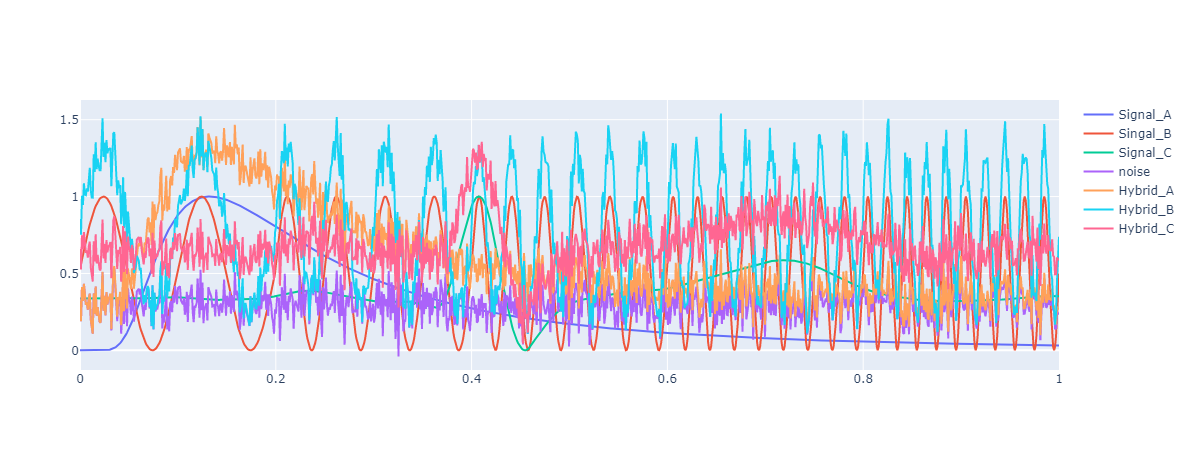 1.5
1
0.5
0
0
0.2
0.4
0.6
0.8
1
Signal_A
Singal_B
Signal_C
noise
Hybrid_A
Hybrid_B
Hybrid_C